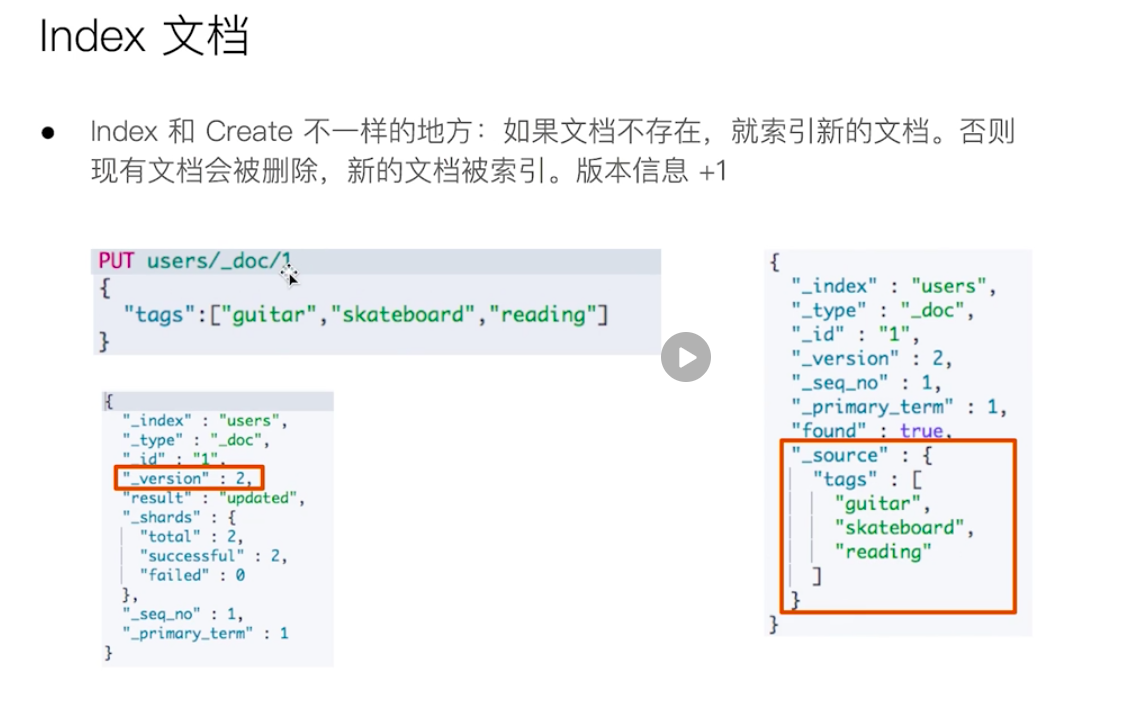 Index 文档
● Index 和 Create 不一样的地方：如果文档不存在，就索引新的文档。否则
现有文档会被删除，新的文档被索引。版本信息 +1
PUT users/_doc/1
{
"tags":["guitar","skateboard","reading"]
}
{
"_index" : "users",
"_type" : "_doc",
"_id" : "1",
"_version" : 2,
"result" : "updated",
"_shards" : {
"total" : 2,
"successful" : 2,
"failed" : 0
},
"_seq_no" : 1,
"_primary_term" : 1
}
{
"_index" : "users",
"_type" : "_doc",
"_id" : "1",
"_version" : 2,
"_seq_no" : 1,
"_primary_term" : 1,
"found" : true,
"_source" : {
"tags" : [
"guitar",
"skateboard",
"reading"
]
}
}